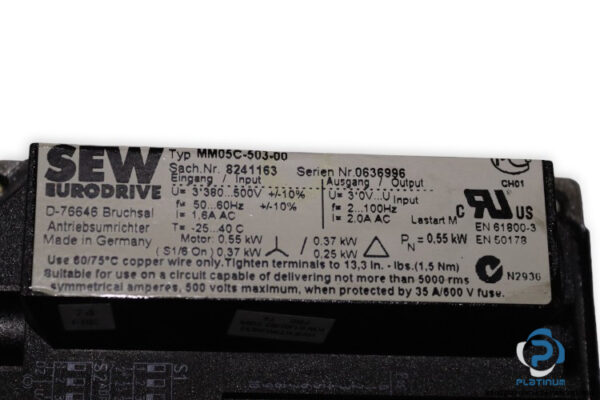 SEW
EURODRIVE
D-76646 Bruchsal
Antriebsumrichter
Made in Germany
Typ MM05C-503-00
Sach.Nr. 8241163 Serien Nr.0636996
Eingang / Input Ausgang / Output
U= 3*380..500V +/-10% U= 3*0V..U Input
f= 50...60Hz +/-10% f= 2...100Hz
I= 1.6A AC I= 2.0A AC Lastart M
T= -25...40 C
Motor: 0.55 kW / 0.37 kW PN = 0,55 kW
(S1/6 On) 0.37 kW / 0.25 kW
CH01
C US
EN 61800-3
EN 50178
N2936
Use 60/75°C copper wire only.Tighten terminals to 13,3 in. - lbs.(1,5 Nm)
Suitable for use on a circuit capable of delivering not more than 5000 rms
symmetrical amperes, 500 volts maximum, when protected by 35 A/600 V fuse.
S2
S1
PLATINUM